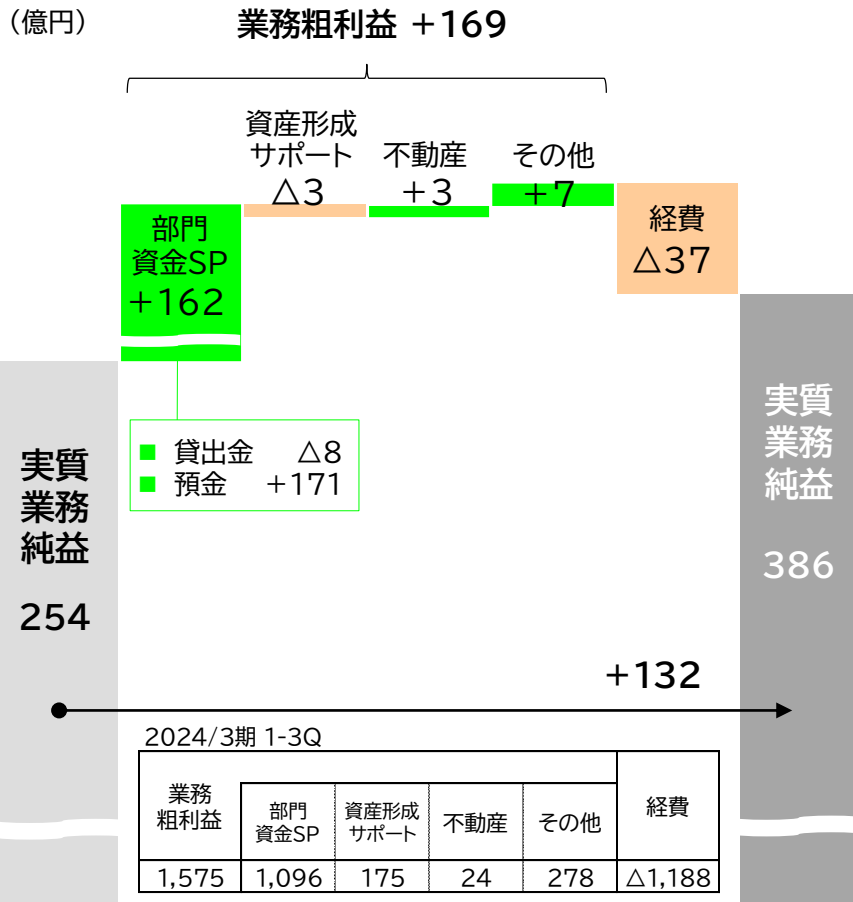 （億円）
業務粗利益 ＋169
資産形成
サポート
△3
不動産
＋3
その他
＋7
部門
資金SP
＋162
経費
△37
■ 貸出金 △8
■ 預金 ＋171
実質
業務
純益
254
実質
業務
純益
386
＋132
2024/3期 1-3Q
業務
粗利益
部門
資金SP
資産形成
サポート
不動産
その他
経費
1,575 1,096 175 24 278 △1,188